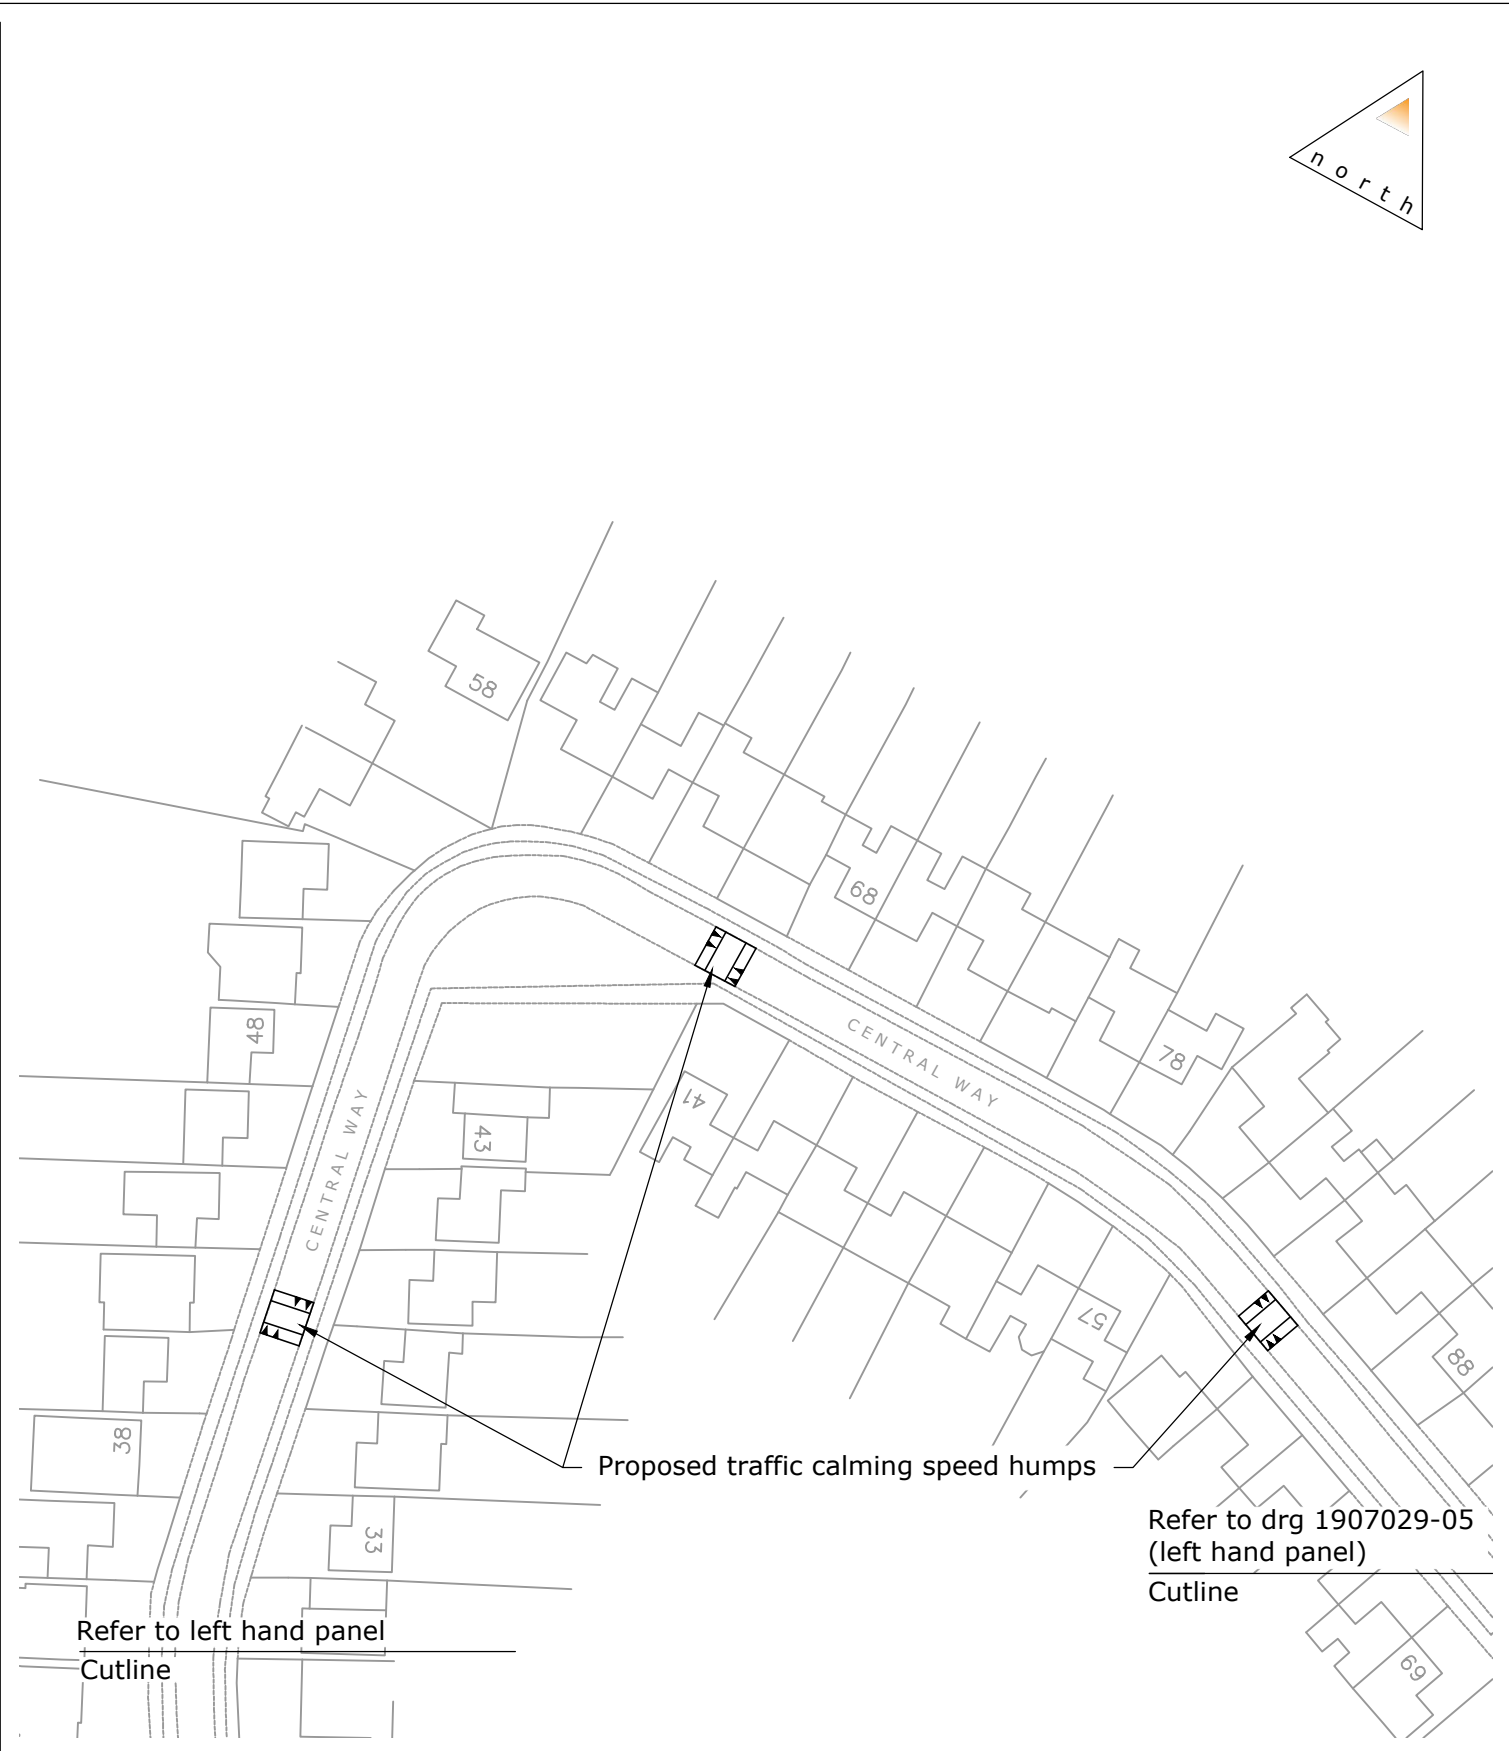 north
58
68
48
CENTRAL WAY
78
41
43
CENTRAL WAY
57
88
38
Proposed traffic calming speed humps
33
Refer to drg 1907029-05
(left hand panel)
Cutline
Refer to left hand panel
Cutline
69